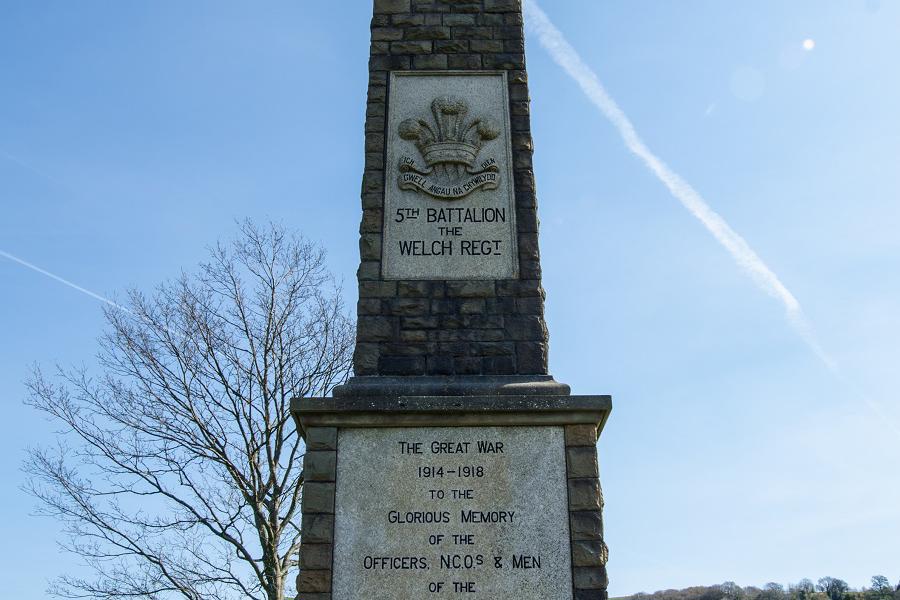 ICH DIEN
GWELL ANGAU NA CHYWILYDD
5TH BATTALION
THE
WELCH REGT
THE GREAT WAR
1914-1918
TO THE
GLORIOUS MEMORY
OF THE
OFFICERS, N.C.O.S & MEN
OF THE